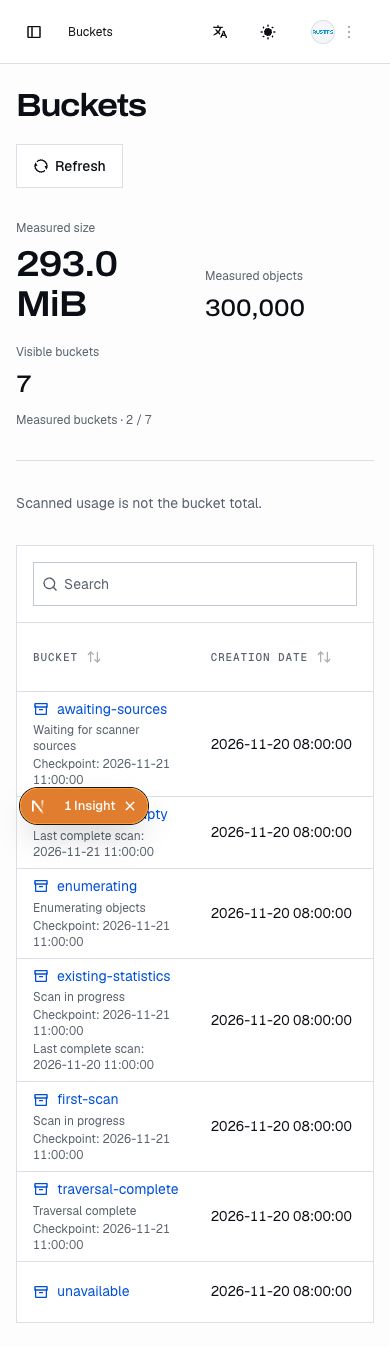 Buckets
RUSTFS
Buckets
Refresh
Measured size
293.0
MiB
Measured objects
300,000
Visible buckets
7
Measured buckets · 2 / 7
Scanned usage is not the bucket total.
Search
BUCKET
CREATION DATE
awaiting-sources
Waiting for scanner
sources
Checkpoint: 2026-11-21
11:00:00
2026-11-20 08:00:00
1 Insight
Last complete scan:
2026-11-21 11:00:00
2026-11-20 08:00:00
enumerating
Enumerating objects
Checkpoint: 2026-11-21
11:00:00
2026-11-20 08:00:00
existing-statistics
Scan in progress
Checkpoint: 2026-11-21
11:00:00
Last complete scan:
2026-11-20 11:00:00
2026-11-20 08:00:00
first-scan
Scan in progress
Checkpoint: 2026-11-21
11:00:00
2026-11-20 08:00:00
traversal-complete
Traversal complete
Checkpoint: 2026-11-21
11:00:00
2026-11-20 08:00:00
unavailable
2026-11-20 08:00:00